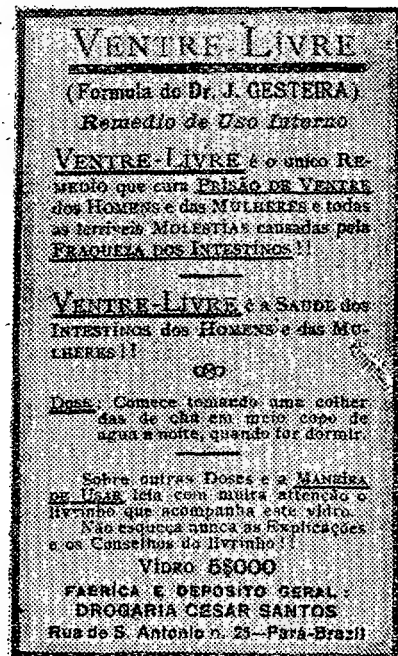 VENTRE-LIVRE
(Formula do Dr. J. GESTEIRA)
Remedio de Uso Interno
VENTRE-LIVRE é o unico RE-
MEDIO que cura PRISÃO DE VENTRE
dos HOMENS e das MULHERES e todas
as terriveis MOLESTIAS causadas pela
FRAQUEZA DOS INTESTINOS!!
VENTRE-LIVRE é a SAUDE dos
INTESTINOS dos HOMENS e das MU-
LHERES!!
Dose: Comece tomando uma colher
das de chá em meio copo de
agua a noite, quando for dormir.
Sobre outras Doses e a MANEIRA
DE USAR leia com muita attenção o
livrinho que acompanha este vidro.
Não esqueça nunca as Explicações
e os Conselhos do livrinho!!
VIDRO 5$000
FABRICA E DEPOSITO GERAL:
DROGARIA CESAR SANTOS
Rua de S. Antonio n. 25—Pará-Brazil